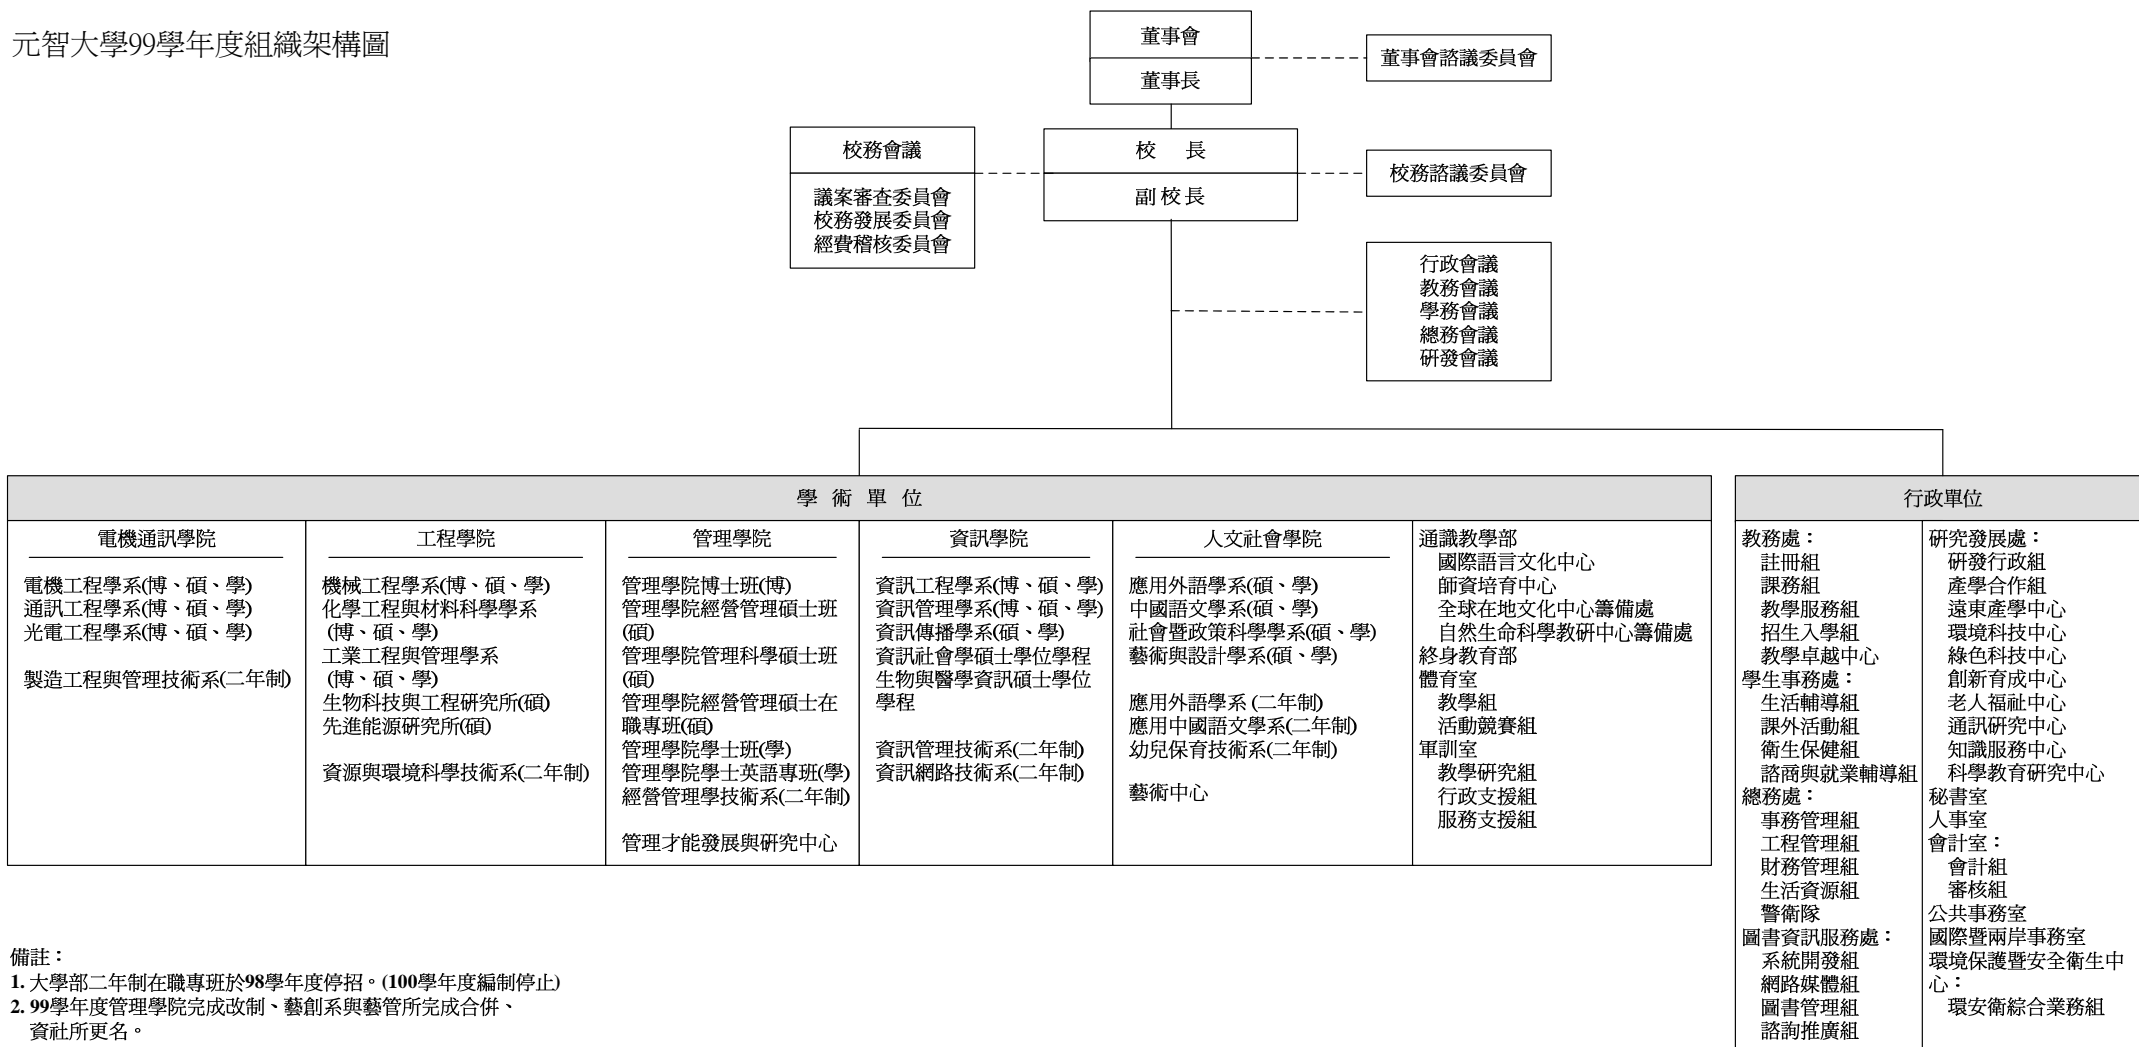 元智大學99學年度組織架構圖
董事會
董事長
董事會諮議委員會
校務會議
議案審查委員會
校務發展委員會
經費稽核委員會
校 長
副校長
校務諮議委員會
行政會議
教務會議
學務會議
總務會議
研發會議
學 術 單 位
電機通訊學院
電機工程學系(博、碩、學)
通訊工程學系(博、碩、學)
光電工程學系(博、碩、學)
製造工程與管理技術系(二年制)
工程學院
機械工程學系(博、碩、學)
化學工程與材料科學學系
(博、碩、學)
工業工程與管理學系
(博、碩、學)
生物科技與工程研究所(碩)
先進能源研究所(碩)
資源與環境科學技術系(二年制)
管理學院
管理學院博士班(博)
管理學院經營管理碩士班
(碩)
管理學院管理科學碩士班
(碩)
管理學院經營管理碩士在
職專班(碩)
管理學院學士班(學)
管理學院學士英語專班(學)
經營管理學技術系(二年制)
管理才能發展與研究中心
資訊學院
資訊工程學系(博、碩、學)
資訊管理學系(博、碩、學)
資訊傳播學系(碩、學)
資訊社會學碩士學位學程
生物與醫學資訊碩士學位
學程
資訊管理技術系(二年制)
資訊網路技術系(二年制)
人文社會學院
應用外語學系(碩、學)
中國語文學系(碩、學)
社會暨政策科學學系(碩、學)
藝術與設計學系(碩、學)
應用外語學系 (二年制)
應用中國語文學系(二年制)
幼兒保育技術系(二年制)
藝術中心
通識教學部
國際語言文化中心
師資培育中心
全球在地文化中心籌備處
自然生命科學教研中心籌備處
終身教育部
體育室
教學組
活動競賽組
軍訓室
教學研究組
行政支援組
服務支援組
行政單位
教務處：
註冊組
課務組
教學服務組
招生入學組
教學卓越中心
學生事務處：
生活輔導組
課外活動組
衛生保健組
諮商與就業輔導組
總務處：
事務管理組
工程管理組
財務管理組
生活資源組
警衛隊
圖書資訊服務處：
系統開發組
網路媒體組
圖書管理組
諮詢推廣組
研究發展處：
研發行政組
產學合作組
遠東產學中心
環境科技中心
綠色科技中心
創新育成中心
老人福祉中心
通訊研究中心
知識服務中心
科學教育研究中心
秘書室
人事室
會計室：
會計組
審核組
公共事務室
國際暨兩岸事務室
環境保護暨安全衛生中
心：
環安衛綜合業務組
備註：
1. 大學部二年制在職專班於98學年度停招。(100學年度編制停止)
2. 99學年度管理學院完成改制、藝創系與藝管所完成合併、
資社所更名。